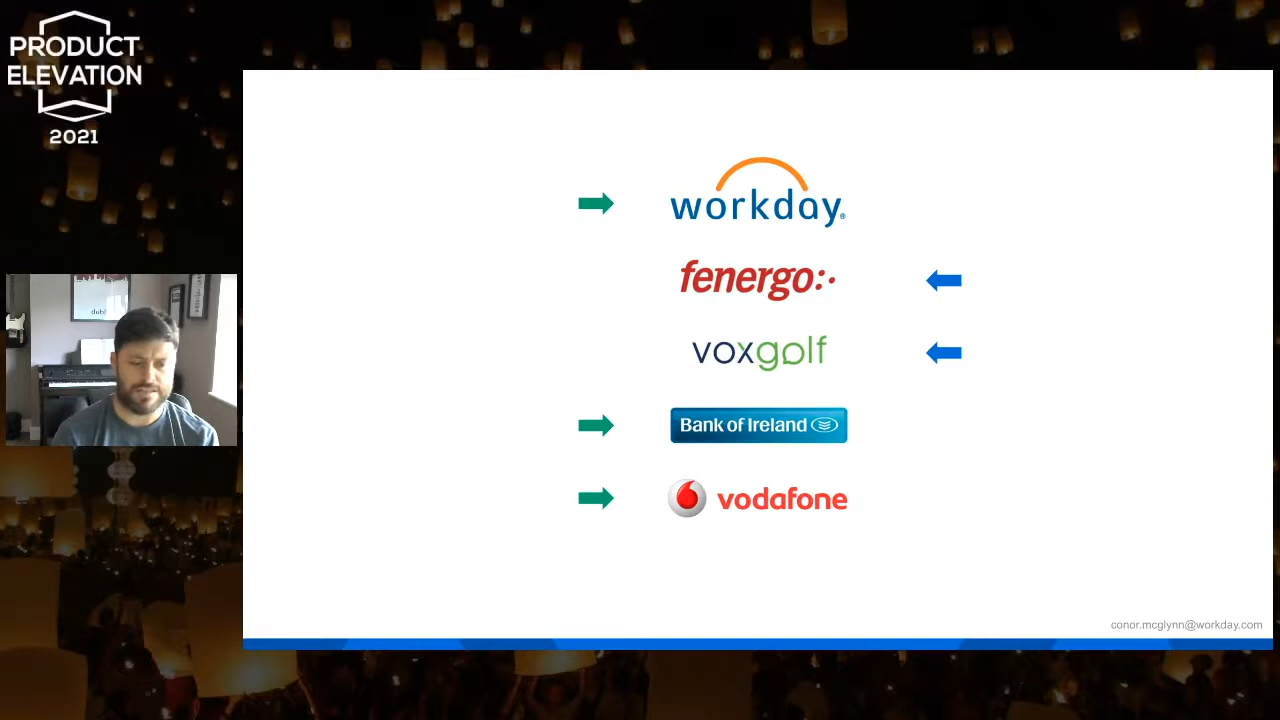 PRODUCT
ELEVATION
2021
workday®
fenergo
voxgolf
Bank of Ireland
vodafone
conor.mcglynn@workday.com